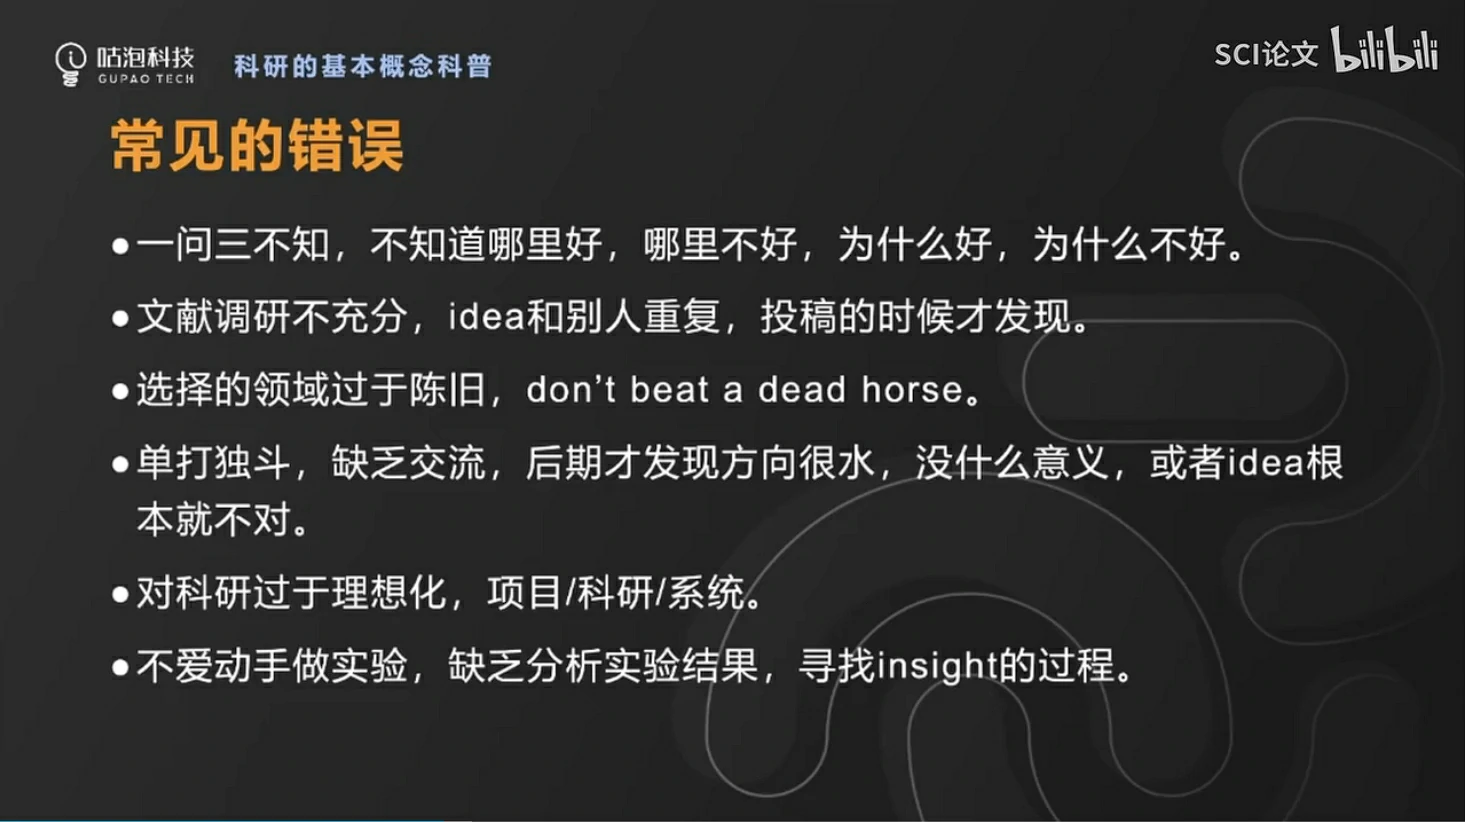 咕泡科技 科研的基本概念科普 SCI论文 bilibili
GUPAO TECH
常见的错误
●一问三不知，不知道哪里好，哪里不好，为什么好，为什么不好。
●文献调研不充分，idea和别人重复，投稿的时候才发现。
●选择的领域过于陈旧，don't beat a dead horse。
●单打独斗，缺乏交流，后期才发现方向很水，没什么意义，或者idea根
本就不对。
●对科研过于理想化，项目/科研/系统。
●不爱动手做实验，缺乏分析实验结果，寻找insight的过程。